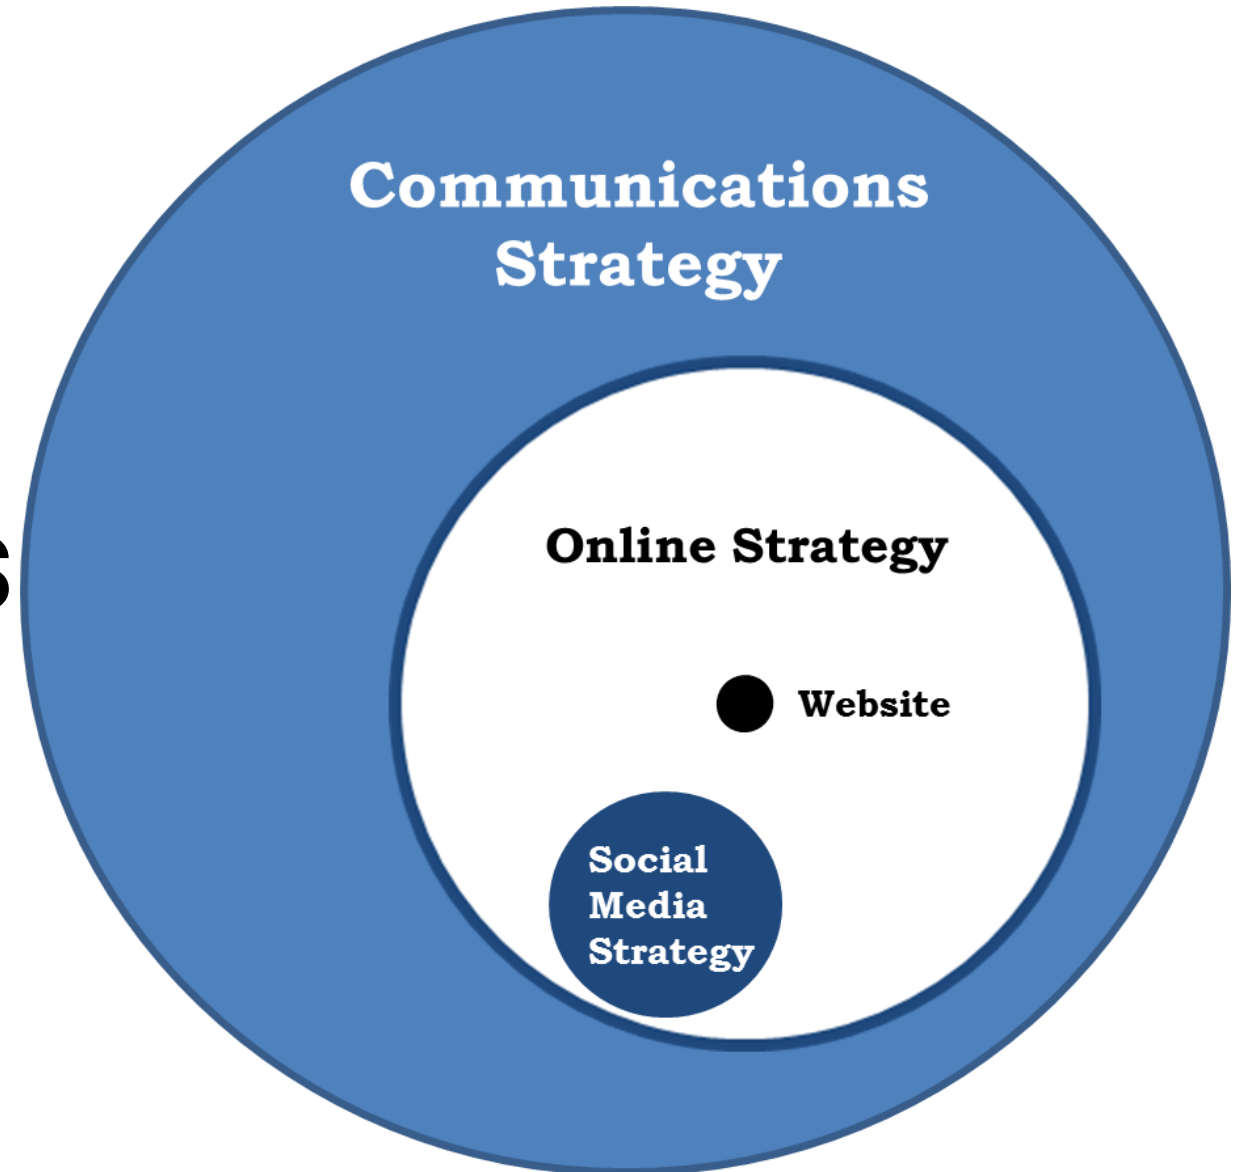 Communications
Strategy
s
Online Strategy
Website
Social
Media
Strategy